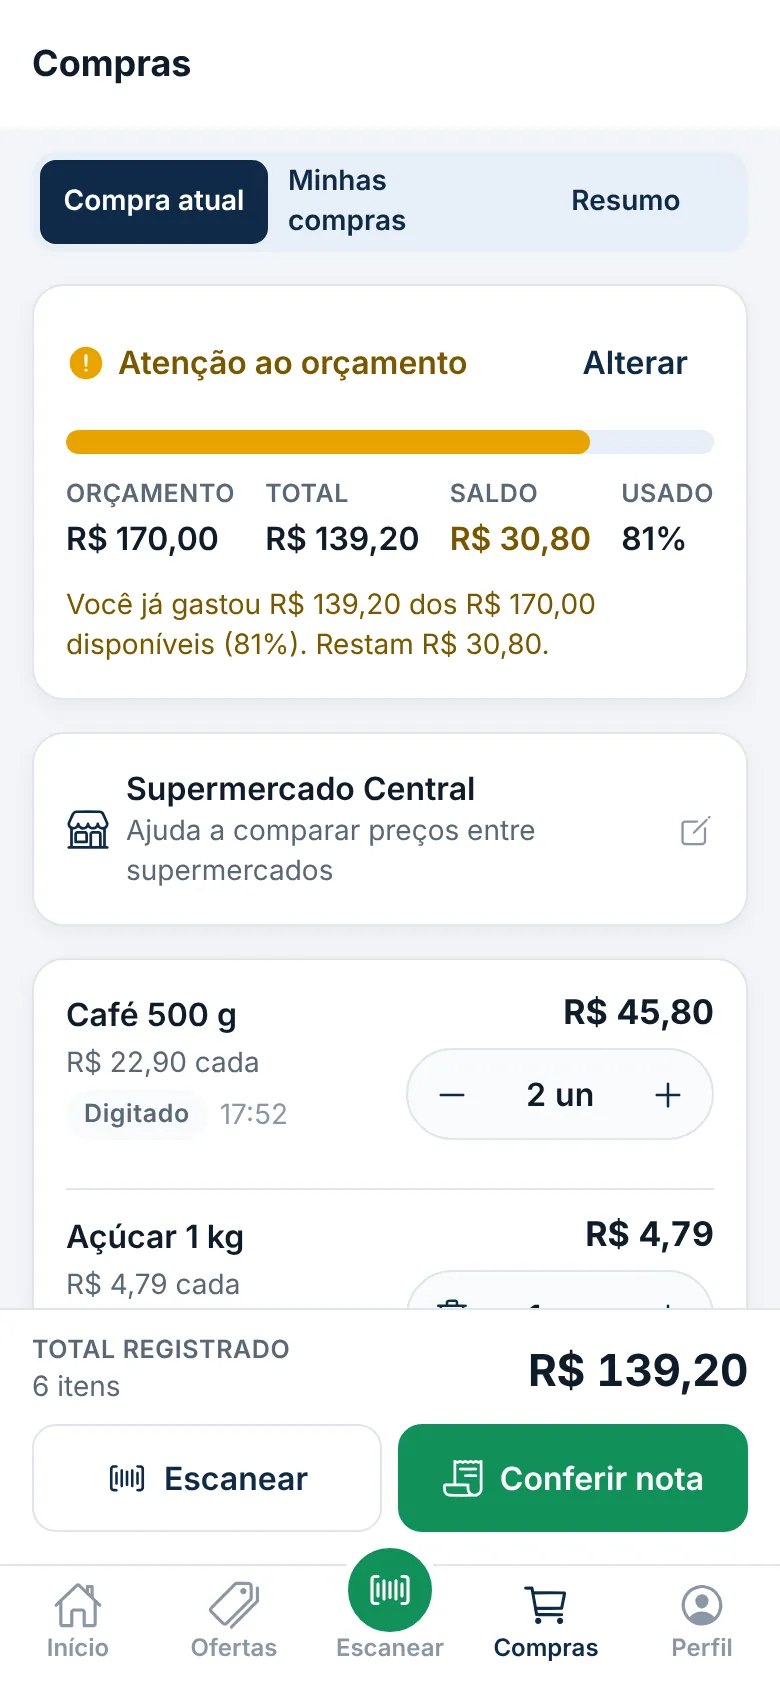 Compras
Compra atual
Minhas
compras
Resumo
Atenção ao orçamento
Alterar
ORÇAMENTO TOTAL SALDO USADO
R$ 170,00 R$ 139,20 R$ 30,80 81%
Você já gastou R$ 139,20 dos R$ 170,00
disponíveis (81%). Restam R$ 30,80.
Supermercado Central
Ajuda a comparar preços entre
supermercados
Café 500 g
R$ 45,80
R$ 22,90 cada
2 un
Digitado 17:52
Açúcar 1 kg
R$ 4,79
R$ 4,79 cada
TOTAL REGISTRADO
6 itens
R$ 139,20
Escanear
Conferir nota
Início
Ofertas
Escanear
Compras
Perfil